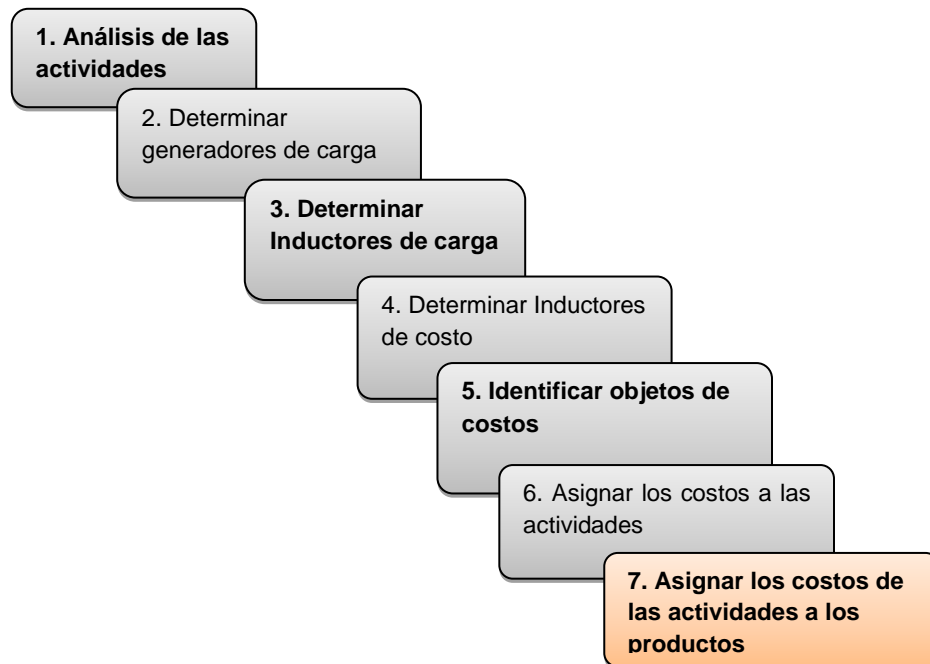 1. Análisis de las
actividades
2. Determinar
generadores de carga
3. Determinar
Inductores de carga
4. Determinar Inductores
de costo
5. Identificar objetos de
costos
6. Asignar los costos a las
actividades
7. Asignar los costos de
las actividades a los
productos